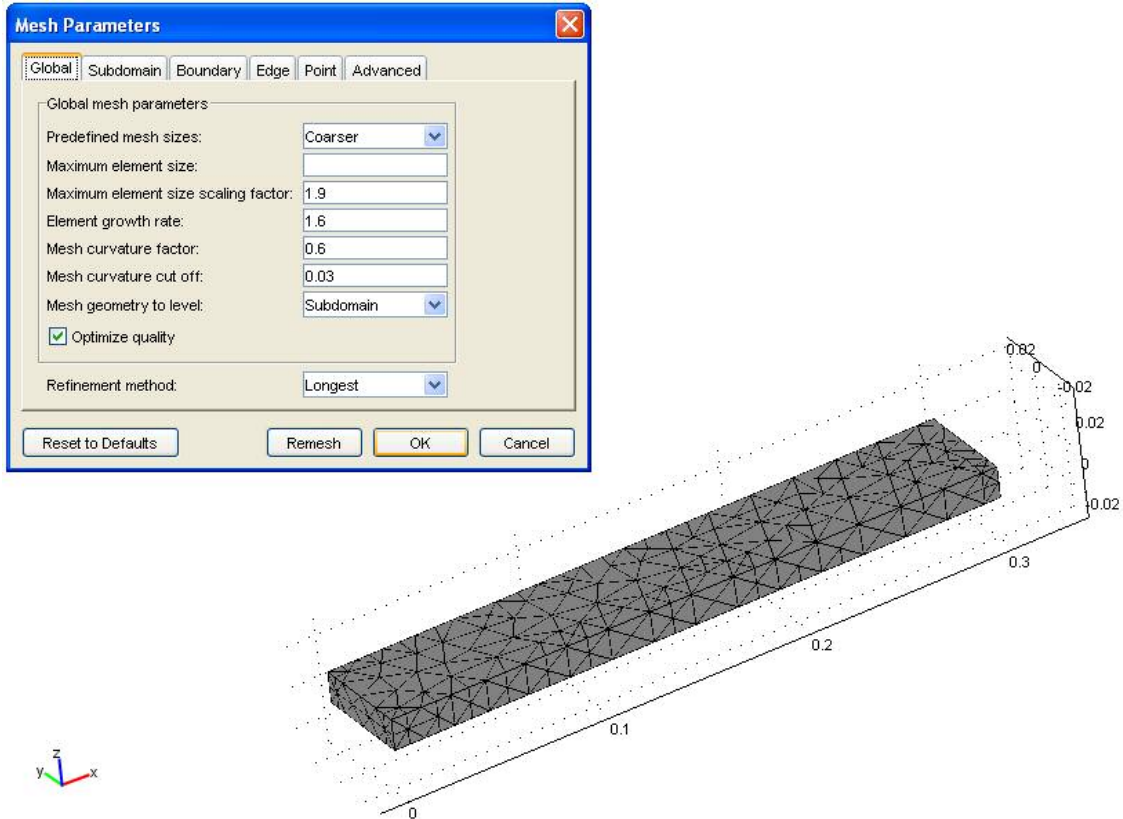 Mesh Parameters
Global Subdomain Boundary Edge Point Advanced
Global mesh parameters
Predefined mesh sizes: Coarser
Maximum element size:
Maximum element size scaling factor: 1.9
Element growth rate: 1.6
Mesh curvature factor: 0.6
Mesh curvature cut off: 0.03
Mesh geometry to level: Subdomain
Optimize quality
Refinement method: Longest
Reset to Defaults Remesh OK Cancel
0.02
0
-0.02
0.02
0
-0.02
0.3
0.2
0.1
0
z
y x